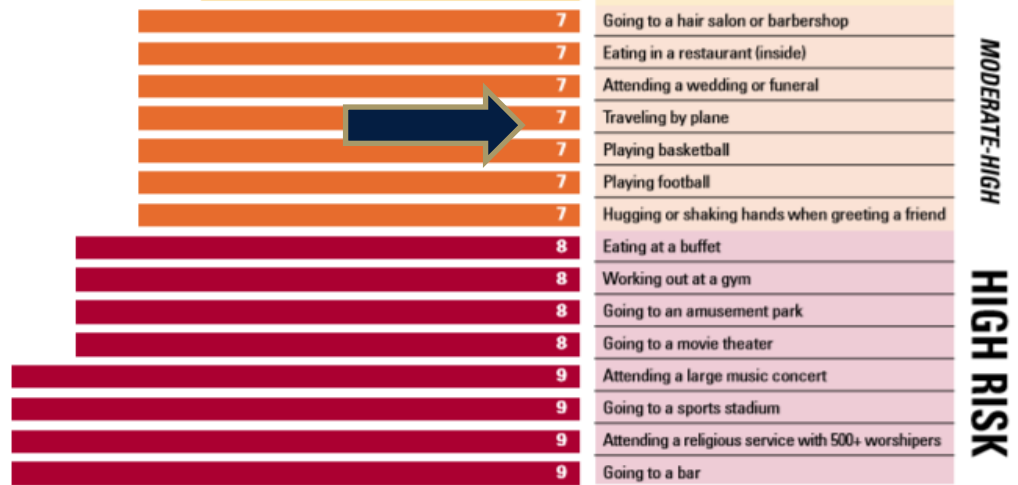 7 Going to a hair salon or barbershop
7 Eating in a restaurant (inside)
7 Attending a wedding or funeral
7 Traveling by plane
7 Playing basketball
7 Playing football
7 Hugging or shaking hands when greeting a friend
MODERATE-HIGH
8 Eating at a buffet
8 Working out at a gym
8 Going to an amusement park
8 Going to a movie theater
9 Attending a large music concert
9 Going to a sports stadium
9 Attending a religious service with 500+ worshipers
9 Going to a bar
HIGH RISK